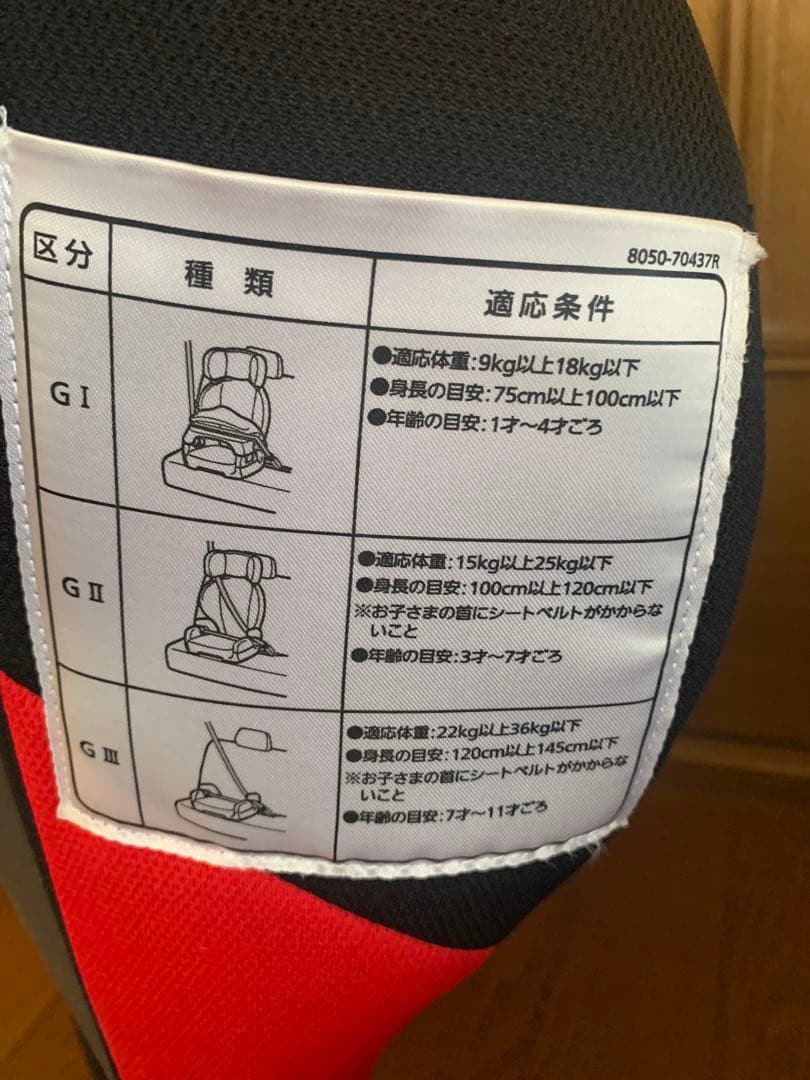 8050-70437R
区分 種類 適応条件
GⅠ
●適応体重:9kg以上18kg以下
●身長の目安:75cm以上100cm以下
●年齢の目安:1才〜4才ごろ
GⅡ
●適応体重:15kg以上25kg以下
●身長の目安:100cm以上120cm以下
※お子さまの首にシートベルトがかからな
いこと
●年齢の目安:3才〜7才ごろ
GⅢ
●適応体重:22kg以上36kg以下
●身長の目安:120cm以上145cm以下
※お子さまの首にシートベルトがかからな
いこと
●年齢の目安:7才〜11才ごろ